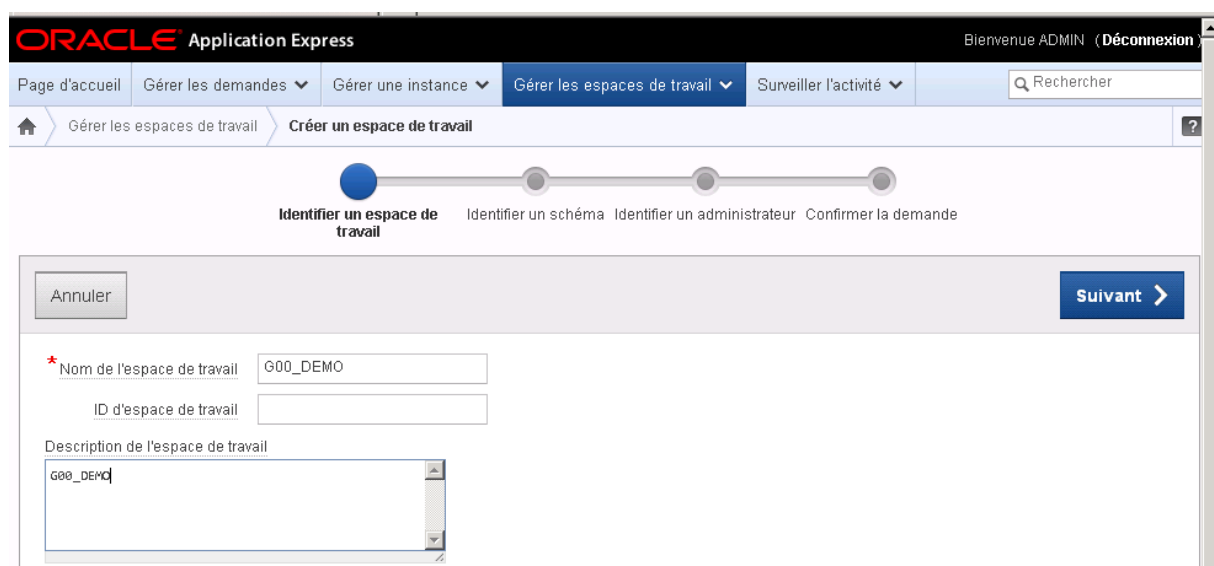 ORACLE Application Express
Bienvenue ADMIN (Déconnexion)
Page d'accueil Gérer les demandes Gérer une instance Gérer les espaces de travail Surveiller l'activité Rechercher
Gérer les espaces de travail Créer un espace de travail ?
Identifier un espace de travail Identifier un schéma Identifier un administrateur Confirmer la demande
Annuler Suivant
*Nom de l'espace de travail G00_DEMO
ID d'espace de travail
Description de l'espace de travail
G00_DEMO